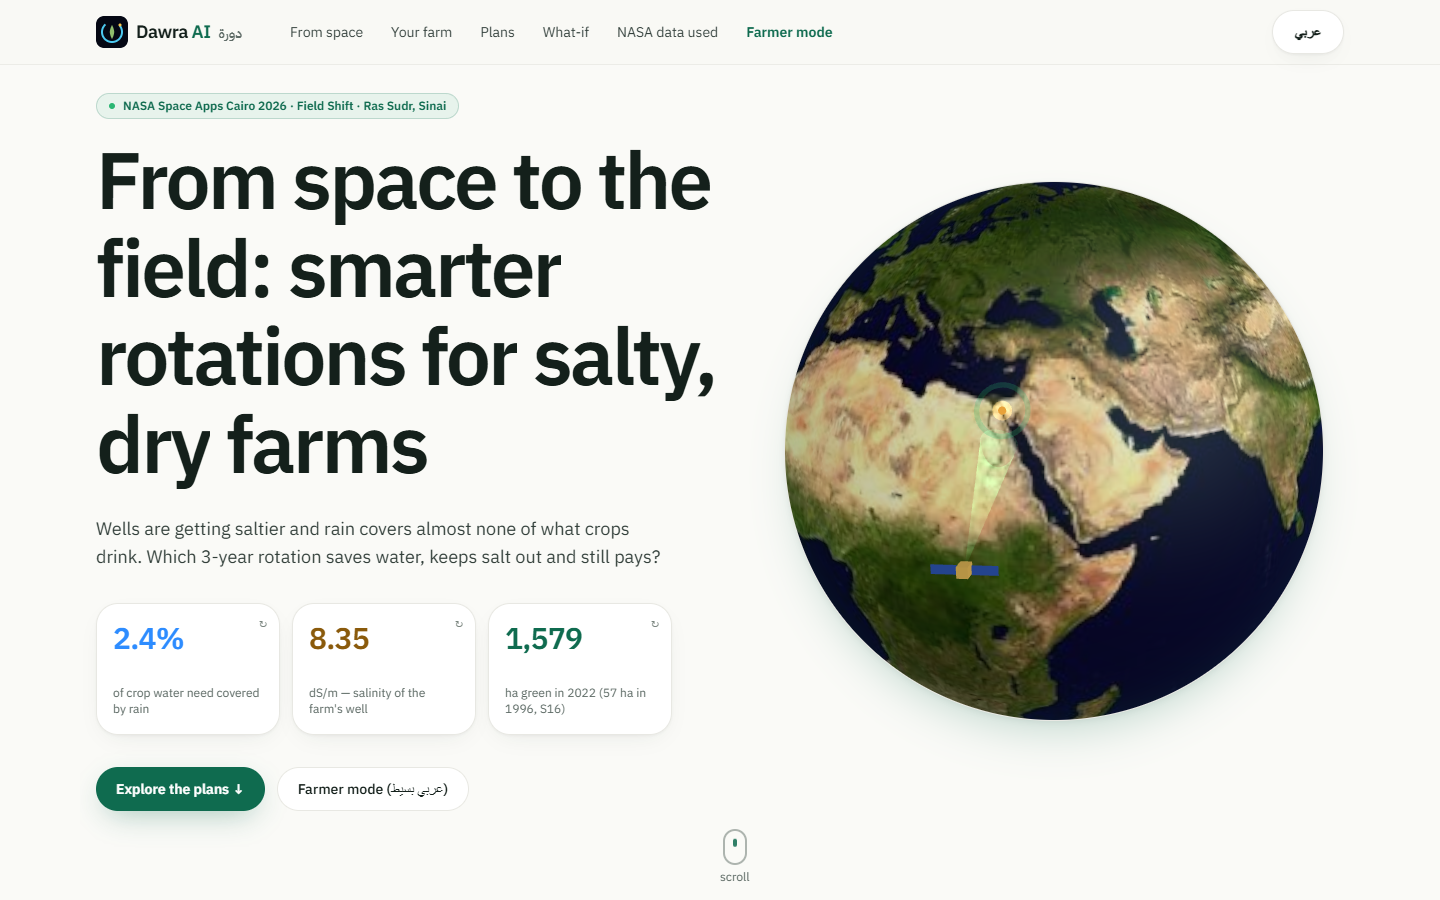 Dawra AI دورة
From space
Your farm
Plans
What-if
NASA data used
Farmer mode
عربي
NASA Space Apps Cairo 2026 · Field Shift · Ras Sudr, Sinai
From space to the
field: smarter
rotations for salty,
dry farms
Wells are getting saltier and rain covers almost none of what crops
drink. Which 3-year rotation saves water, keeps salt out and still pays?
2.4%
of crop water need covered
by rain
8.35
dS/m — salinity of the
farm's well
1,579
ha green in 2022 (57 ha in
1996, S16)
Explore the plans ↓
Farmer mode (عربي بسيط)
scroll